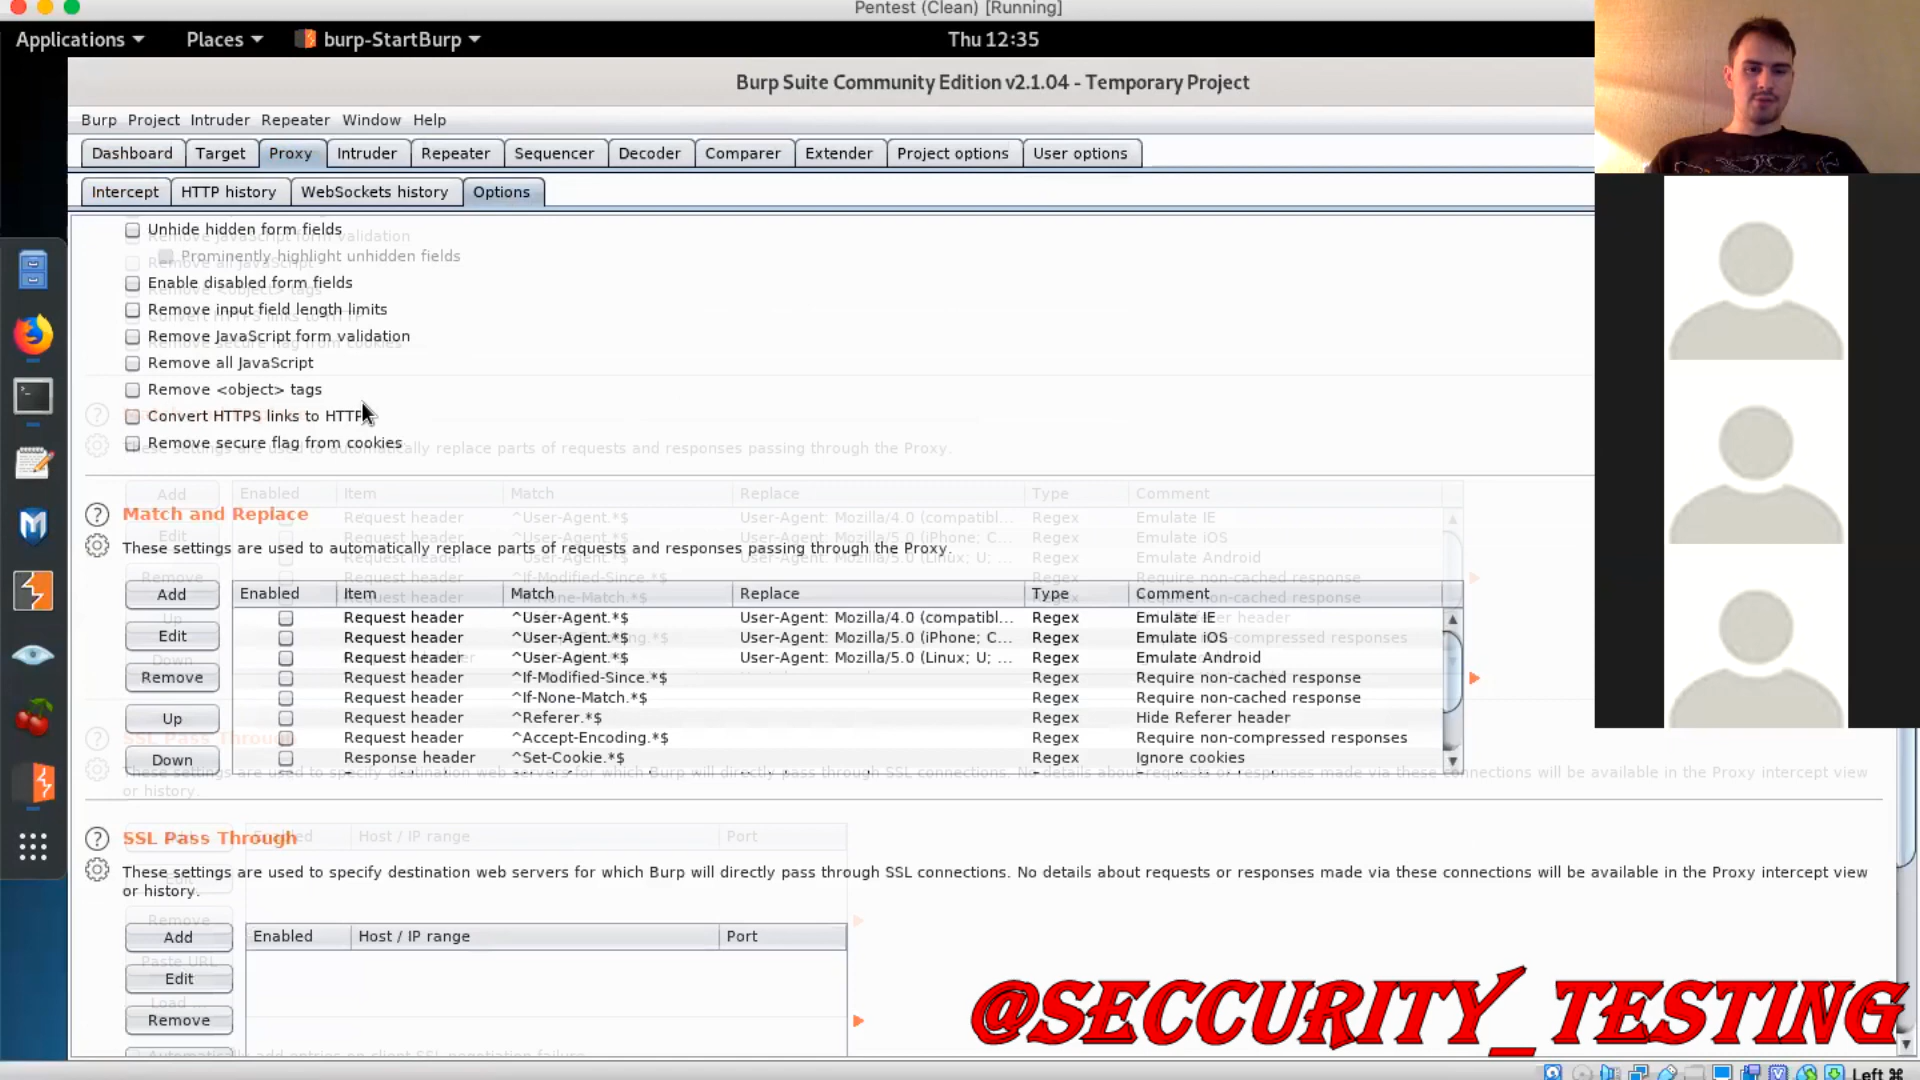 Pentest (Clean) [Running]
Applications Places burp-StartBurp Thu 12:35
Burp Suite Community Edition v2.1.04 - Temporary Project
Burp Project Intruder Repeater Window Help
Dashboard Target Proxy Intruder Repeater Sequencer Decoder Comparer Extender Project options User options
Intercept HTTP history WebSockets history Options
Unhide hidden form fields
Prominently highlight unhidden fields
Enable disabled form fields
Remove input field length limits
Remove JavaScript form validation
Remove all JavaScript
Remove <object> tags
Convert HTTPS links to HTTP
Remove secure flag from cookies
Match and Replace
These settings are used to automatically replace parts of requests and responses passing through the Proxy.
Add Enabled Item Match Replace Type Comment
Request header ^User-Agent.*$ User-Agent: Mozilla/4.0 (compatibl... Regex Emulate IE
Edit Request header ^User-Agent.*$ User-Agent: Mozilla/5.0 (iPhone; C... Regex Emulate iOS
Request header ^User-Agent.*$ User-Agent: Mozilla/5.0 (Linux; U; ... Regex Emulate Android
Remove Request header ^If-Modified-Since.*$ Regex Require non-cached response
Request header ^If-None-Match.*$ Regex Require non-cached response
Up Request header ^Referer.*$ Regex Hide Referer header
Request header ^Accept-Encoding.*$ Regex Require non-compressed responses
Down Response header ^Set-Cookie.*$ Regex Ignore cookies
SSL Pass Through
These settings are used to specify destination web servers for which Burp will directly pass through SSL connections. No details about requests or responses made via these connections will be available in the Proxy intercept view
or history.
Add Enabled Host / IP range Port
Edit
Remove
@SECCURITY_TESTING
Left ⌘